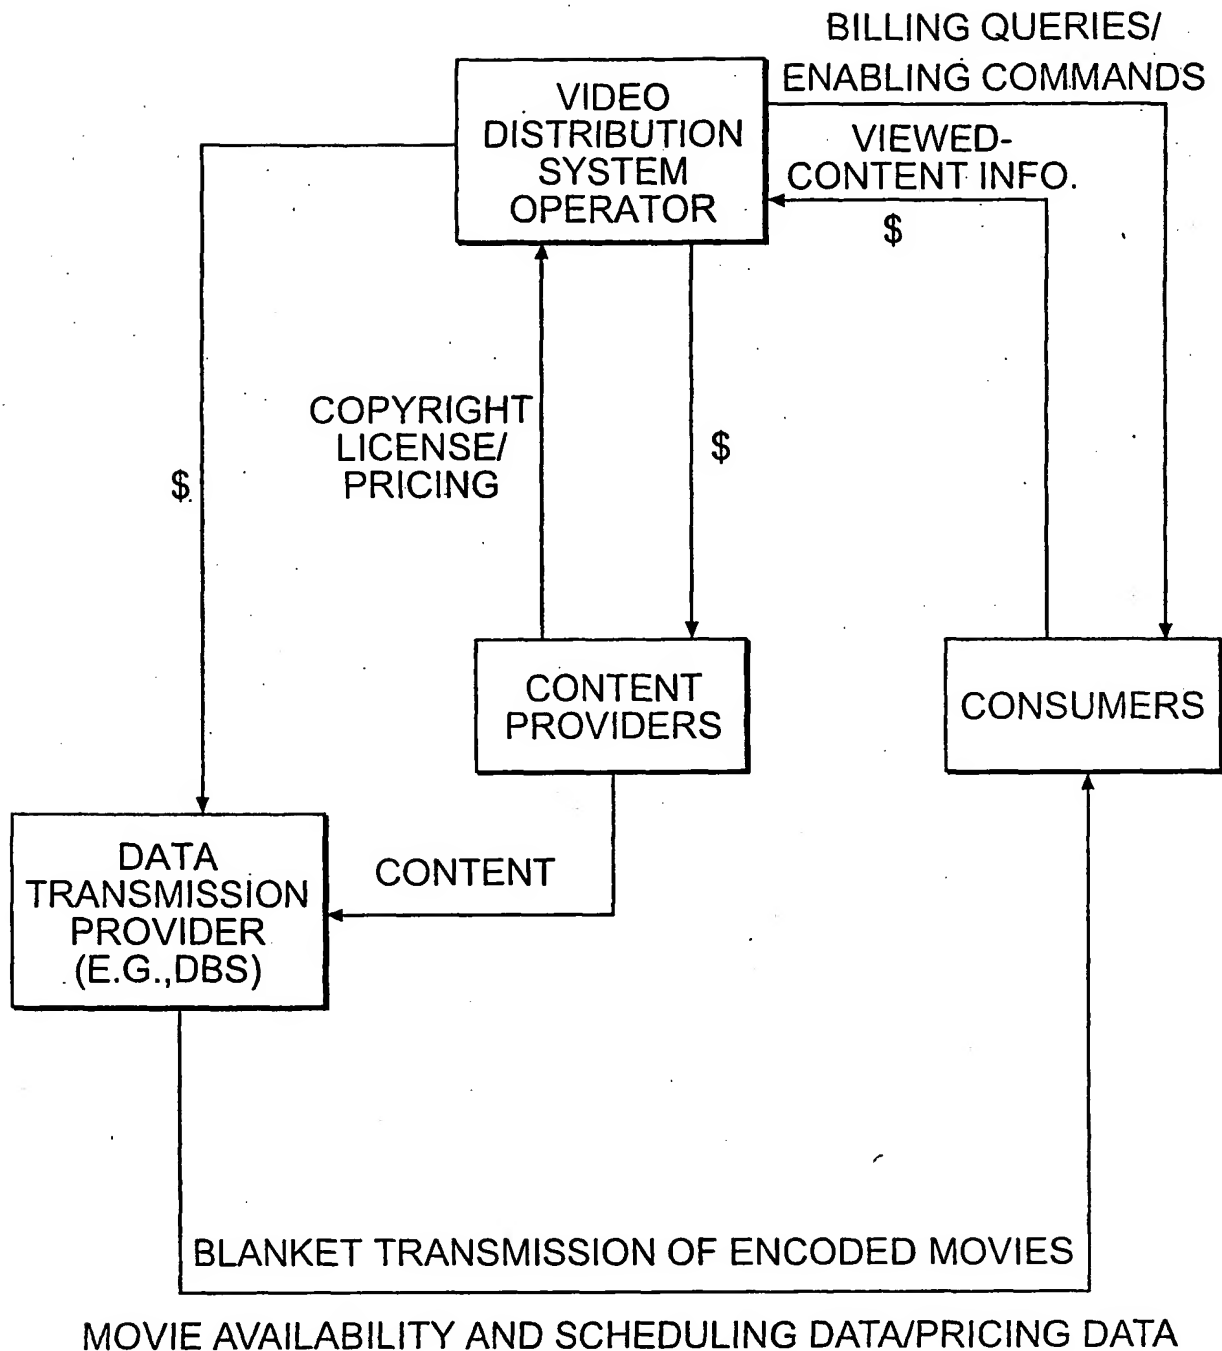 BILLING QUERIES/
ENABLING COMMANDS
VIDEO
DISTRIBUTION
SYSTEM
OPERATOR
VIEWED-
CONTENT INFO.
$
COPYRIGHT
LICENSE/
PRICING
$
$
CONTENT
PROVIDERS
CONSUMERS
DATA
TRANSMISSION
PROVIDER
(E.G.,DBS)
CONTENT
BLANKET TRANSMISSION OF ENCODED MOVIES
MOVIE AVAILABILITY AND SCHEDULING DATA/PRICING DATA